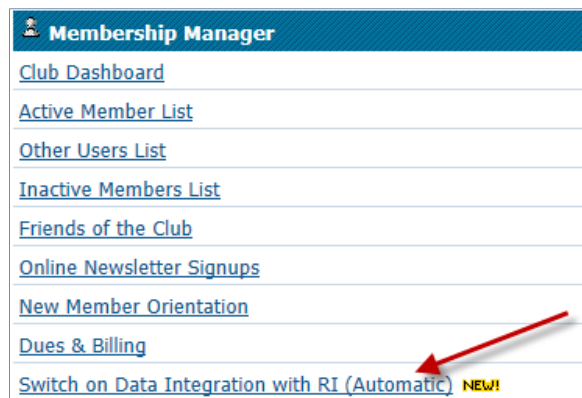 Membership Manager
Club Dashboard
Active Member List
Other Users List
Inactive Members List
Friends of the Club
Online Newsletter Signups
New Member Orientation
Dues & Billing
Switch on Data Integration with RI (Automatic) NEW!